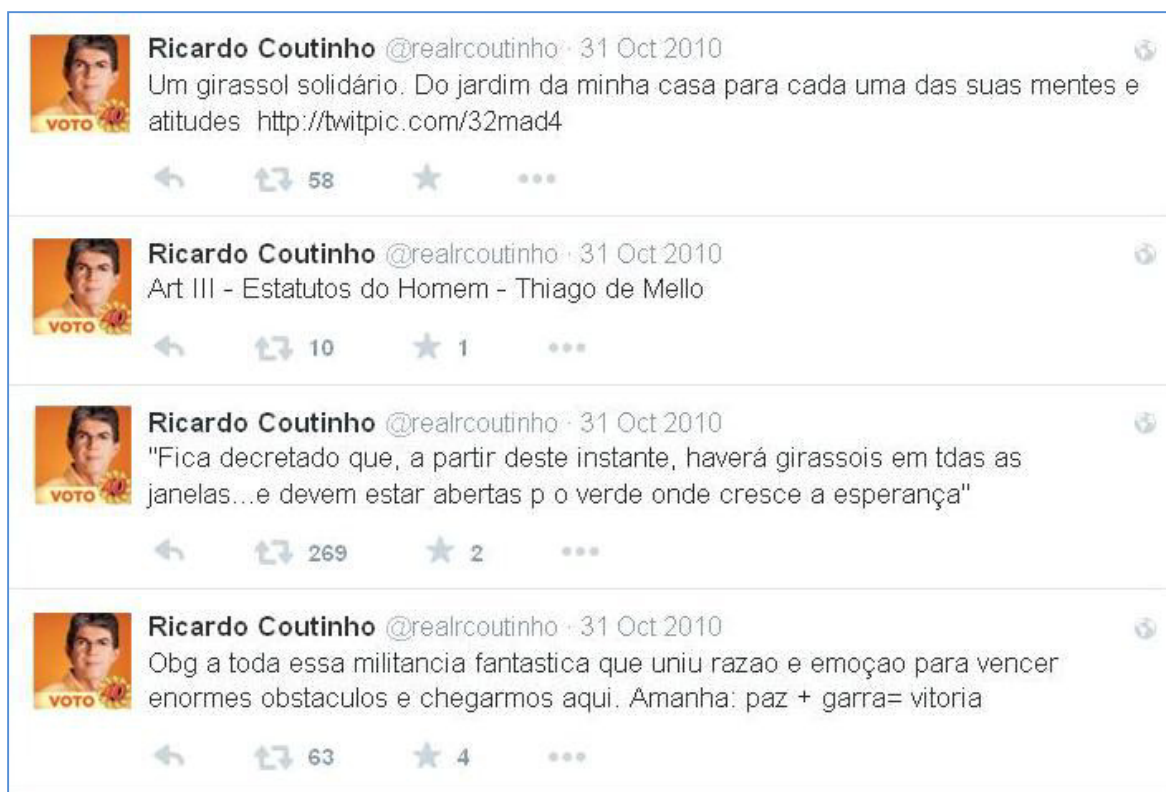 Ricardo Coutinho @realrcoutinho · 31 Oct 2010
Um girassol solidário. Do jardim da minha casa para cada uma das suas mentes e
atitudes http://twitpic.com/32mad4
VOTO 40
58
Ricardo Coutinho @realrcoutinho · 31 Oct 2010
Art III - Estatutos do Homem - Thiago de Mello
VOTO 40
10 1
Ricardo Coutinho @realrcoutinho · 31 Oct 2010
"Fica decretado que, a partir deste instante, haverá girassois em tdas as
janelas...e devem estar abertas p o verde onde cresce a esperança"
VOTO 40
269 2
Ricardo Coutinho @realrcoutinho · 31 Oct 2010
Obg a toda essa militancia fantastica que uniu razao e emoçao para vencer
enormes obstaculos e chegarmos aqui. Amanha: paz + garra= vitoria
VOTO 40
63 4